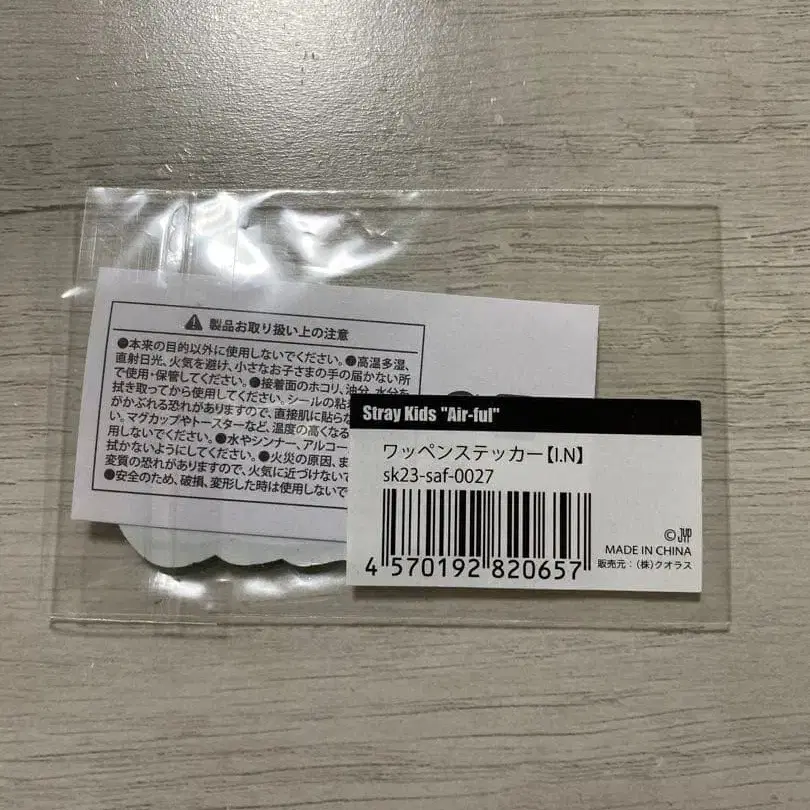 ⚠ 製品お取り扱い上の注意
●本来の目的以外に使用しないでください。●高温多湿、
直射日光、火気を避け、小さなお子さまの手の届かない所
で使用・保管してください。●接着面のホコリ、油分、水分を
拭き取ってから使用してください。シールの粘着
がかぶれる恐れがありますので、直接肌に貼らな
い。マグカップやトースターなど、温度の高くなる
用しないでください。●水やシンナー、アルコー
拭かないようにしてください。●火災の原因、ま
変質の恐れがありますので、火気に近づけない
●安全のため、破損、変形した時は使用しないで
Stray Kids "Air-ful"
ワッペンステッカー【I.N】
sk23-saf-0027
4 570192 820657
© JYP
MADE IN CHINA
販売元：(株)クオラス